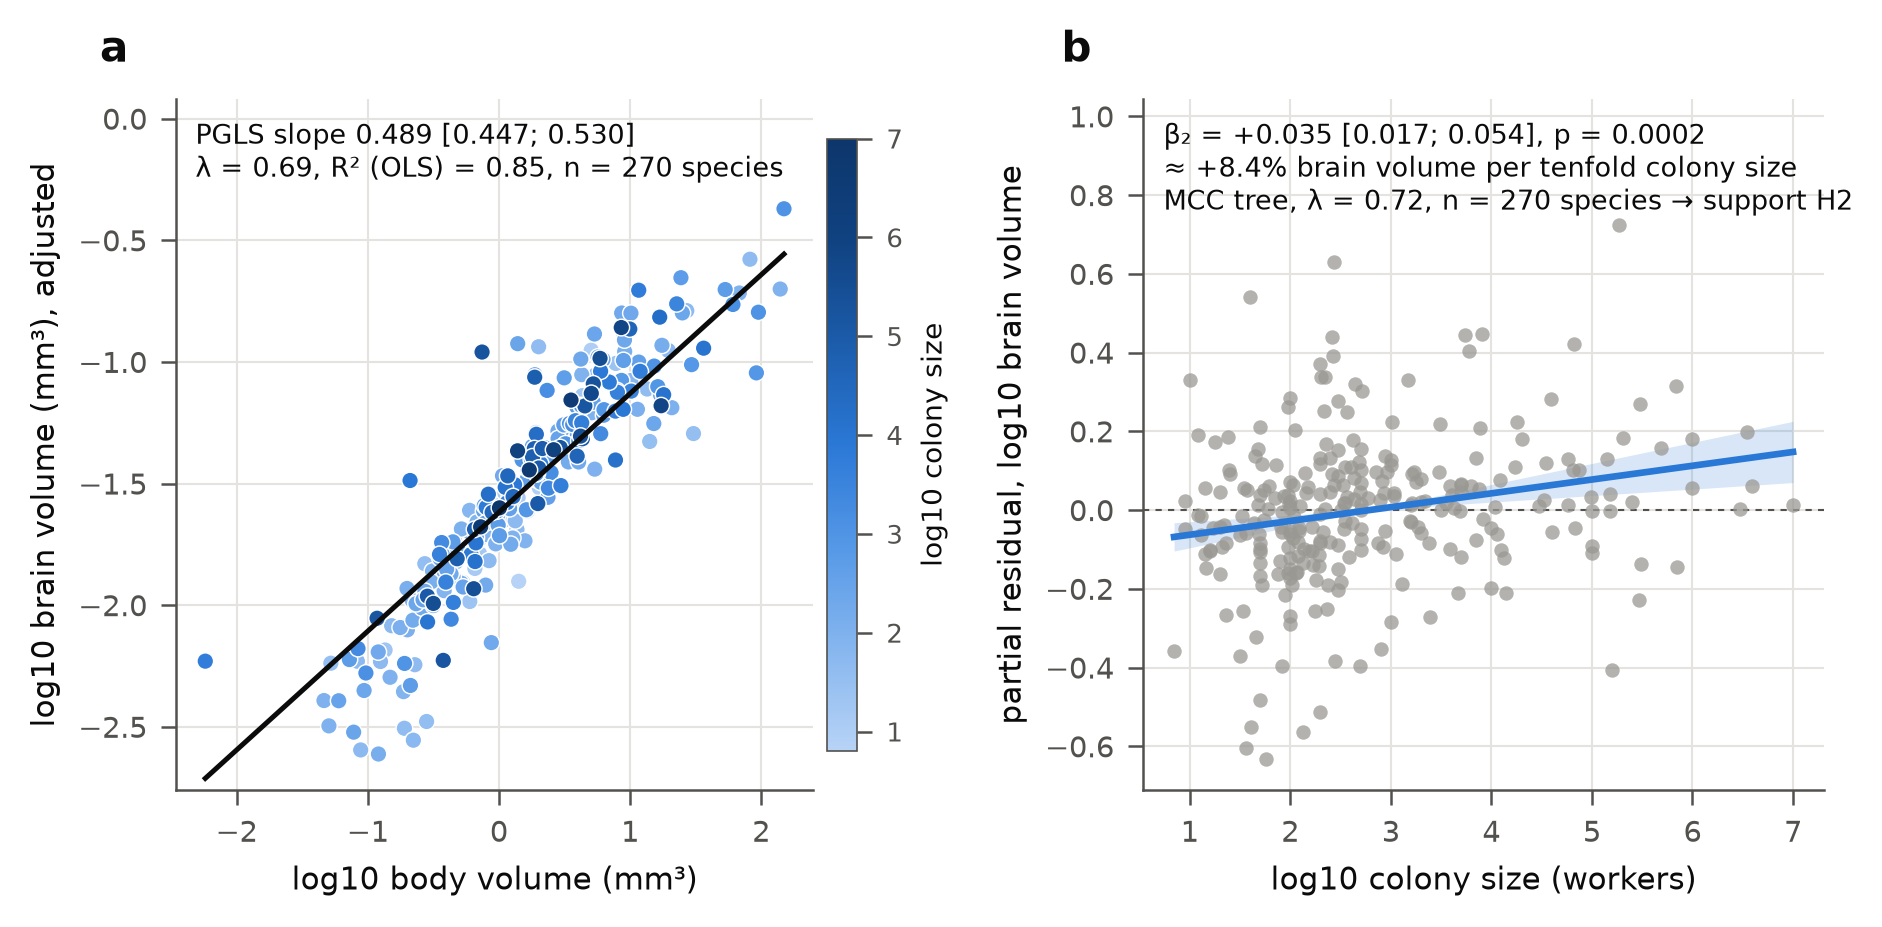 a
PGLS slope 0.489 [0.447; 0.530]
λ = 0.69, R² (OLS) = 0.85, n = 270 species
log10 brain volume (mm³), adjusted
0.0
−0.5
−1.0
−1.5
−2.0
−2.5
−2
−1
0
1
2
log10 body volume (mm³)
7
6
5
4
3
2
1
log10 colony size
b
β₂ = +0.035 [0.017; 0.054], p = 0.0002
≈ +8.4% brain volume per tenfold colony size
MCC tree, λ = 0.72, n = 270 species → support H2
partial residual, log10 brain volume
1.0
0.8
0.6
0.4
0.2
0.0
−0.2
−0.4
−0.6
1
2
3
4
5
6
7
log10 colony size (workers)